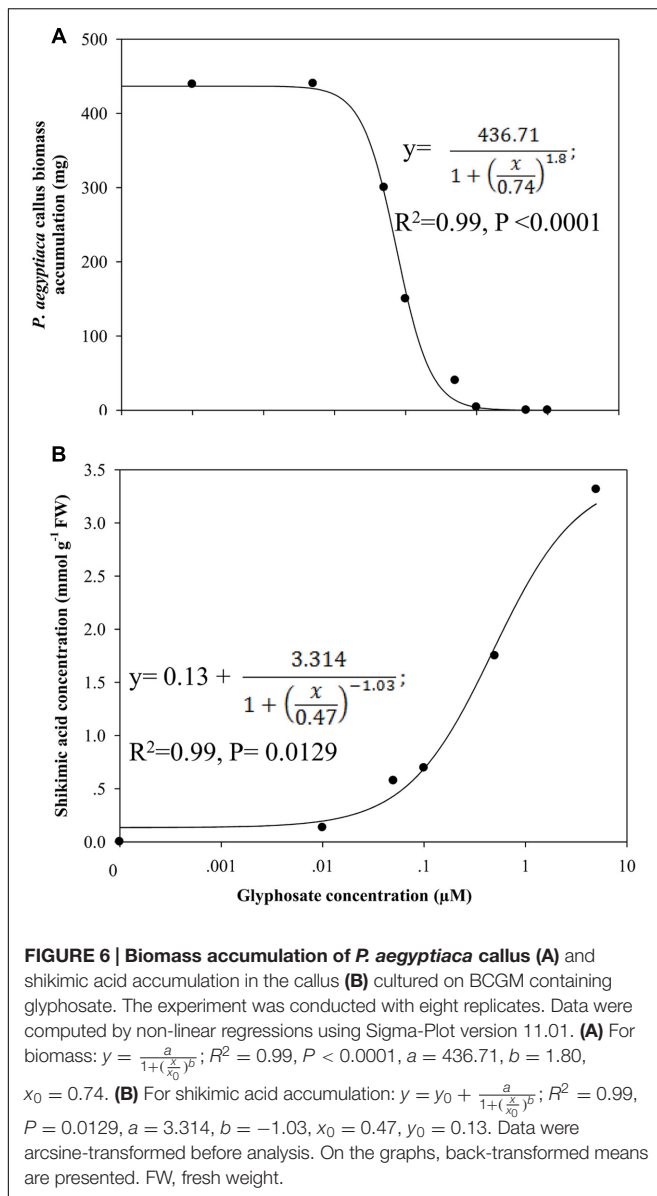 A
500
400
300
200
100
0
P. aegyptiaca callus biomass
accumulation (mg)
y= 436.71 / 1 + (x/0.74)^1.8;
R²=0.99, P <0.0001
B
3.5
3.0
2.5
2.0
1.5
1.0
.5
0.0
Shikimic acid concentration (mmol g⁻¹ FW)
y= 0.13 + 3.314 / 1 + (x/0.47)^−1.03;
R²=0.99, P= 0.0129
0 .001 .01 .1 1 10
Glyphosate concentration (µM)
FIGURE 6 | Biomass accumulation of P. aegyptiaca callus (A) and
shikimic acid accumulation in the callus (B) cultured on BCGM containing
glyphosate. The experiment was conducted with eight replicates. Data were
computed by non-linear regressions using Sigma-Plot version 11.01. (A) For
biomass: y = a / 1+(x/x₀)^b; R² = 0.99, P < 0.0001, a = 436.71, b = 1.80,
x₀ = 0.74. (B) For shikimic acid accumulation: y = y₀ + a / 1+(x/x₀)^b; R² = 0.99,
P = 0.0129, a = 3.314, b = −1.03, x₀ = 0.47, y₀ = 0.13. Data were
arcsine-transformed before analysis. On the graphs, back-transformed means
are presented. FW, fresh weight.